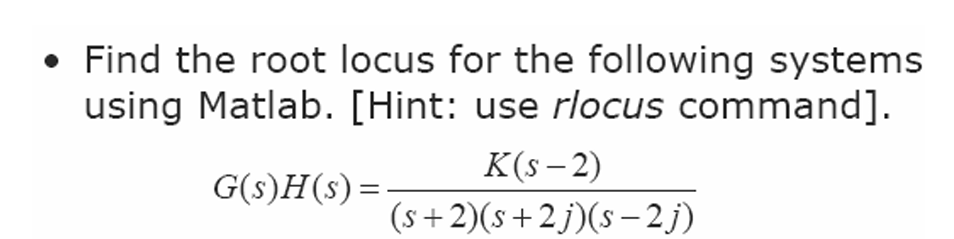 • Find the root locus for the following systems
using Matlab. [Hint: use rlocus command].
G(s)H(s) = K(s − 2) / (s + 2)(s + 2j)(s − 2j)